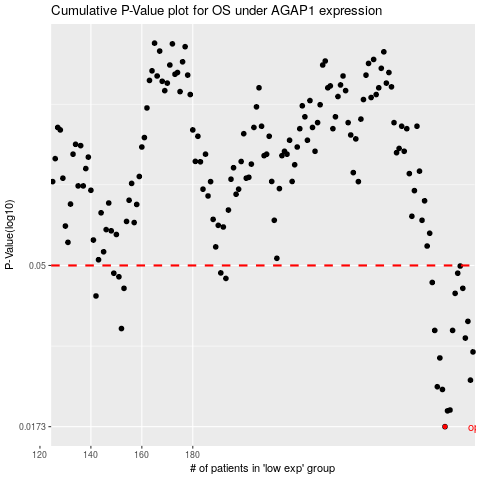 Cumulative P-Value plot for OS under AGAP1 expression
P-Value(log10)
0.05
0.0173
120
140
160
180
# of patients in 'low exp' group